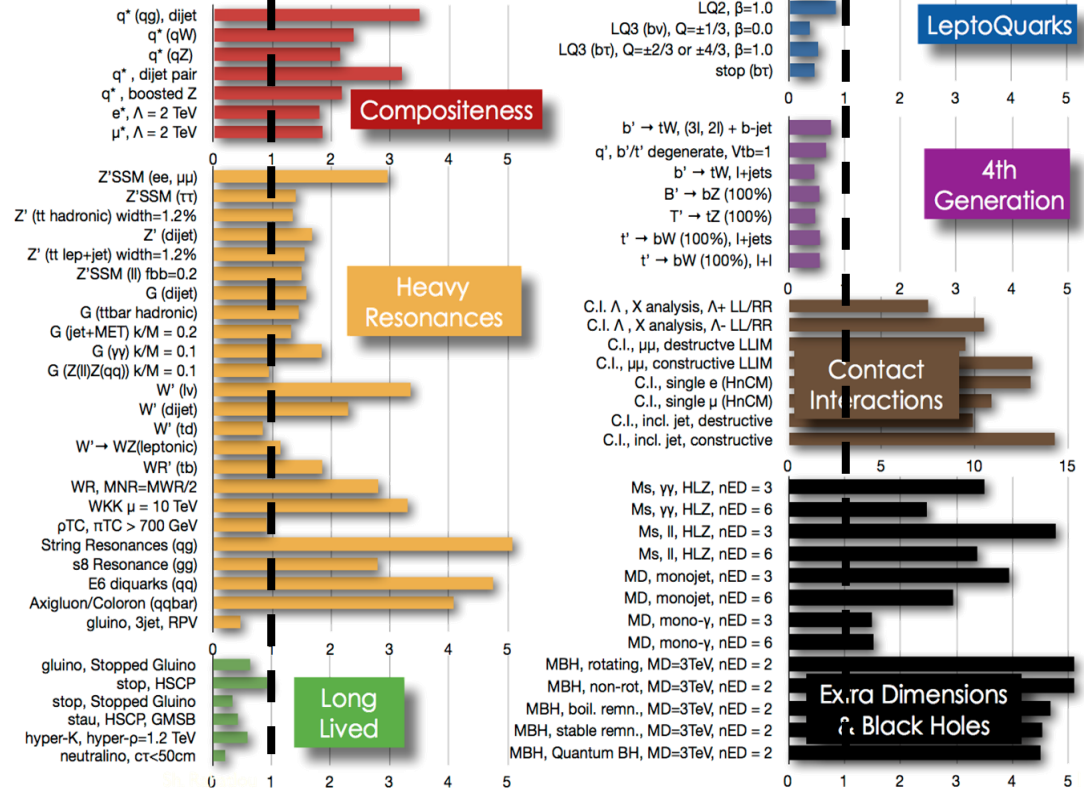 q* (qg), dijet
q* (qW)
q* (qZ)
q* , dijet pair
q* , boosted Z
e*, Λ = 2 TeV
μ*, Λ = 2 TeV
Compositeness
0 1 2 3 4 5
Z'SSM (ee, μμ)
Z'SSM (ττ)
Z' (tt hadronic) width=1.2%
Z' (dijet)
Z' (tt lep+jet) width=1.2%
Z'SSM (ll) fbb=0.2
G (dijet)
G (ttbar hadronic)
G (jet+MET) k/M = 0.2
G (γγ) k/M = 0.1
G (Z(ll)Z(qq)) k/M = 0.1
W' (lν)
W' (dijet)
W' (td)
W'→ WZ(leptonic)
WR' (tb)
WR, MNR=MWR/2
WKK μ = 10 TeV
ρTC, πTC > 700 GeV
String Resonances (qg)
s8 Resonance (gg)
E6 diquarks (qq)
Axigluon/Coloron (qqbar)
gluino, 3jet, RPV
Heavy
Resonances
0 1 2 3 4 5
gluino, Stopped Gluino
stop, HSCP
stop, Stopped Gluino
stau, HSCP, GMSB
hyper-K, hyper-ρ=1.2 TeV
neutralino, cτ<50cm
Long
Lived
0 1 2 3 4 5
LQ2, β=1.0
LQ3 (bν), Q=±1/3, β=0.0
LQ3 (bτ), Q=±2/3 or ±4/3, β=1.0
stop (bτ)
LeptoQuarks
0 1 2 3 4 5
b' → tW, (3l, 2l) + b-jet
q', b'/t' degenerate, Vtb=1
b' → tW, l+jets
B' → bZ (100%)
T' → tZ (100%)
t' → bW (100%), l+jets
t' → bW (100%), l+l
4th
Generation
0 1 2 3 4 5
C.I. Λ , X analysis, Λ+ LL/RR
C.I. Λ , X analysis, Λ- LL/RR
C.I., μμ, destructve LLIM
C.I., μμ, constructve LLIM
C.I., single e (HnCM)
C.I., single μ (HnCM)
C.I., incl. jet, destructive
C.I., incl. jet, constructive
Contact
Interactions
0 5 10 15
Ms, γγ, HLZ, nED = 3
Ms, γγ, HLZ, nED = 6
Ms, ll, HLZ, nED = 3
Ms, ll, HLZ, nED = 6
MD, monojet, nED = 3
MD, monojet, nED = 6
MD, mono-γ, nED = 3
MD, mono-γ, nED = 6
MBH, rotating, MD=3TeV, nED = 2
MBH, non-rot, MD=3TeV, nED = 2
MBH, boil. remn., MD=3TeV, nED = 2
MBH, stable remn., MD=3TeV, nED = 2
MBH, Quantum BH, MD=3TeV, nED = 2
Extra Dimensions
& Black Holes
0 1 2 3 4 5